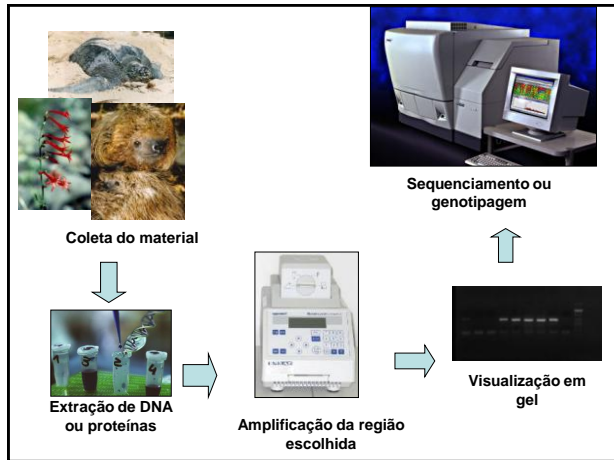 Coleta do material
Extração de DNA
ou proteínas
Amplificação da região
escolhida
Visualização em
gel
Sequenciamento ou
genotipagem